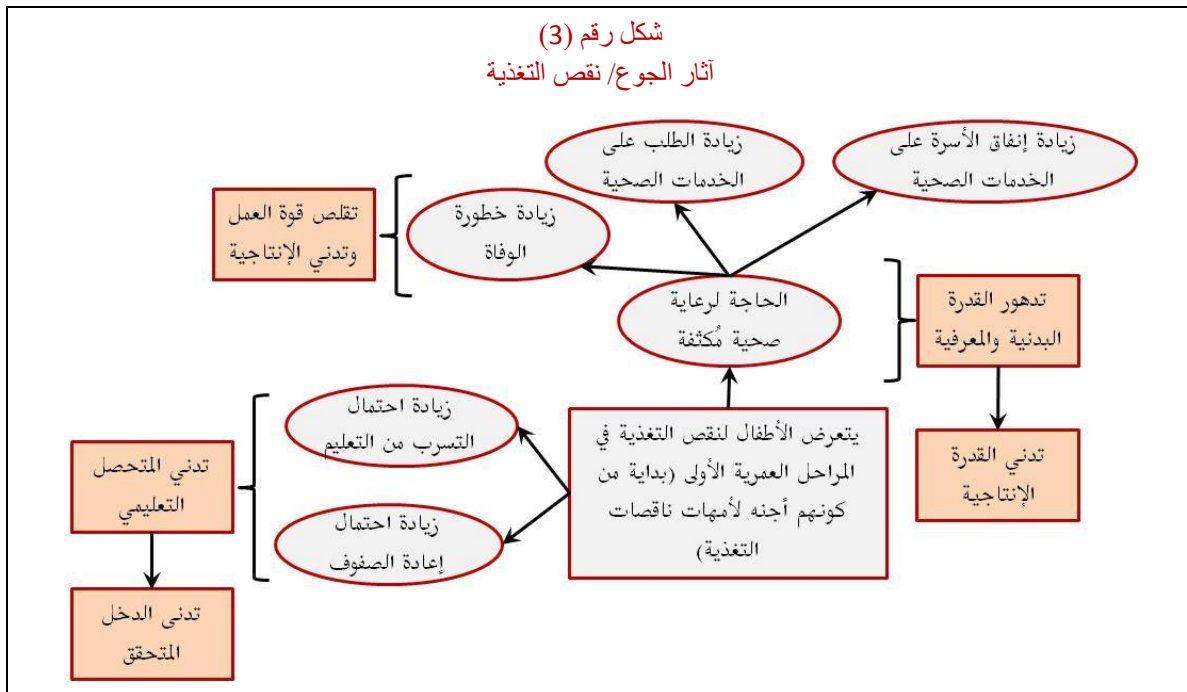 شكل رقم (3)
آثار الجوع/ نقص التغذية
زيادة إنفاق الأسرة على
الخدمات الصحية
زيادة الطلب على
الخدمات الصحية
زيادة خطورة
الوفاة
تقلص قوة العمل
وتدني الإنتاجية
الحاجة لرعاية
صحية مُكثفة
تدهور القدرة
البدنية والمعرفية
تدني القدرة
الإنتاجية
يتعرض الأطفال لنقص التغذية في
المراحل العمرية الأولى (بداية من
كونهم أجنه لأمهات ناقصات
التغذية)
زيادة احتمال
التسرب من التعليم
زيادة احتمال
إعادة الصفوف
تدني المتحصل
التعليمي
تدنى الدخل
المتحقق